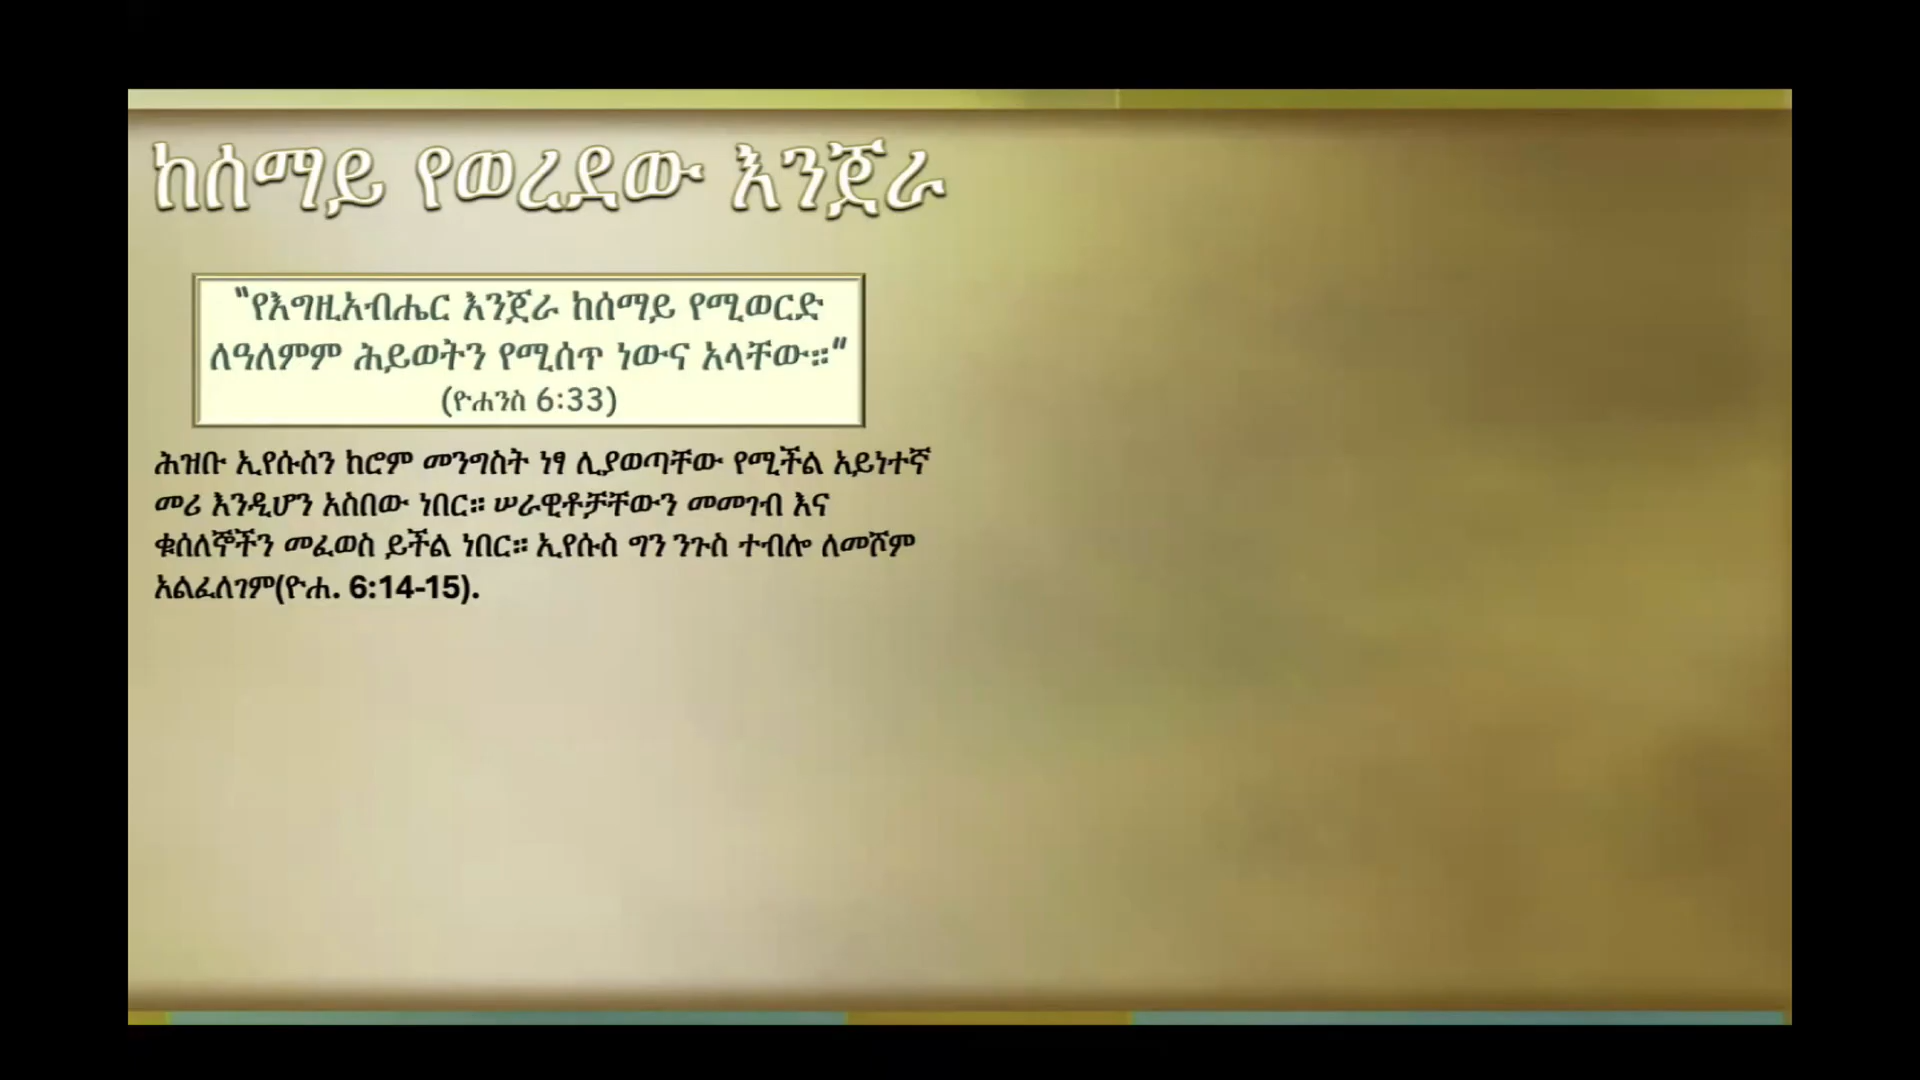 ከሰማይ የወረደው እንጀራ
"የእግዚአብሔር እንጀራ ከሰማይ የሚወርድ
ለዓለምም ሕይወትን የሚሰጥ ነውና አላቸው።"
(ዮሐንስ 6:33)
ሕዝቡ ኢየሱስን ከሮም መንግስት ነፃ ሊያወጣቸው የሚችል አይነተኛ
መሪ እንዲሆን አስበው ነበር። ሠራዊቶቻቸውን መመገብ እና
ቁሰለኞችን መፈወስ ይችል ነበር። ኢየሱስ ግን ንጉስ ተብሎ ለመሾም
አልፈለገም(ዮሐ. 6:14-15).